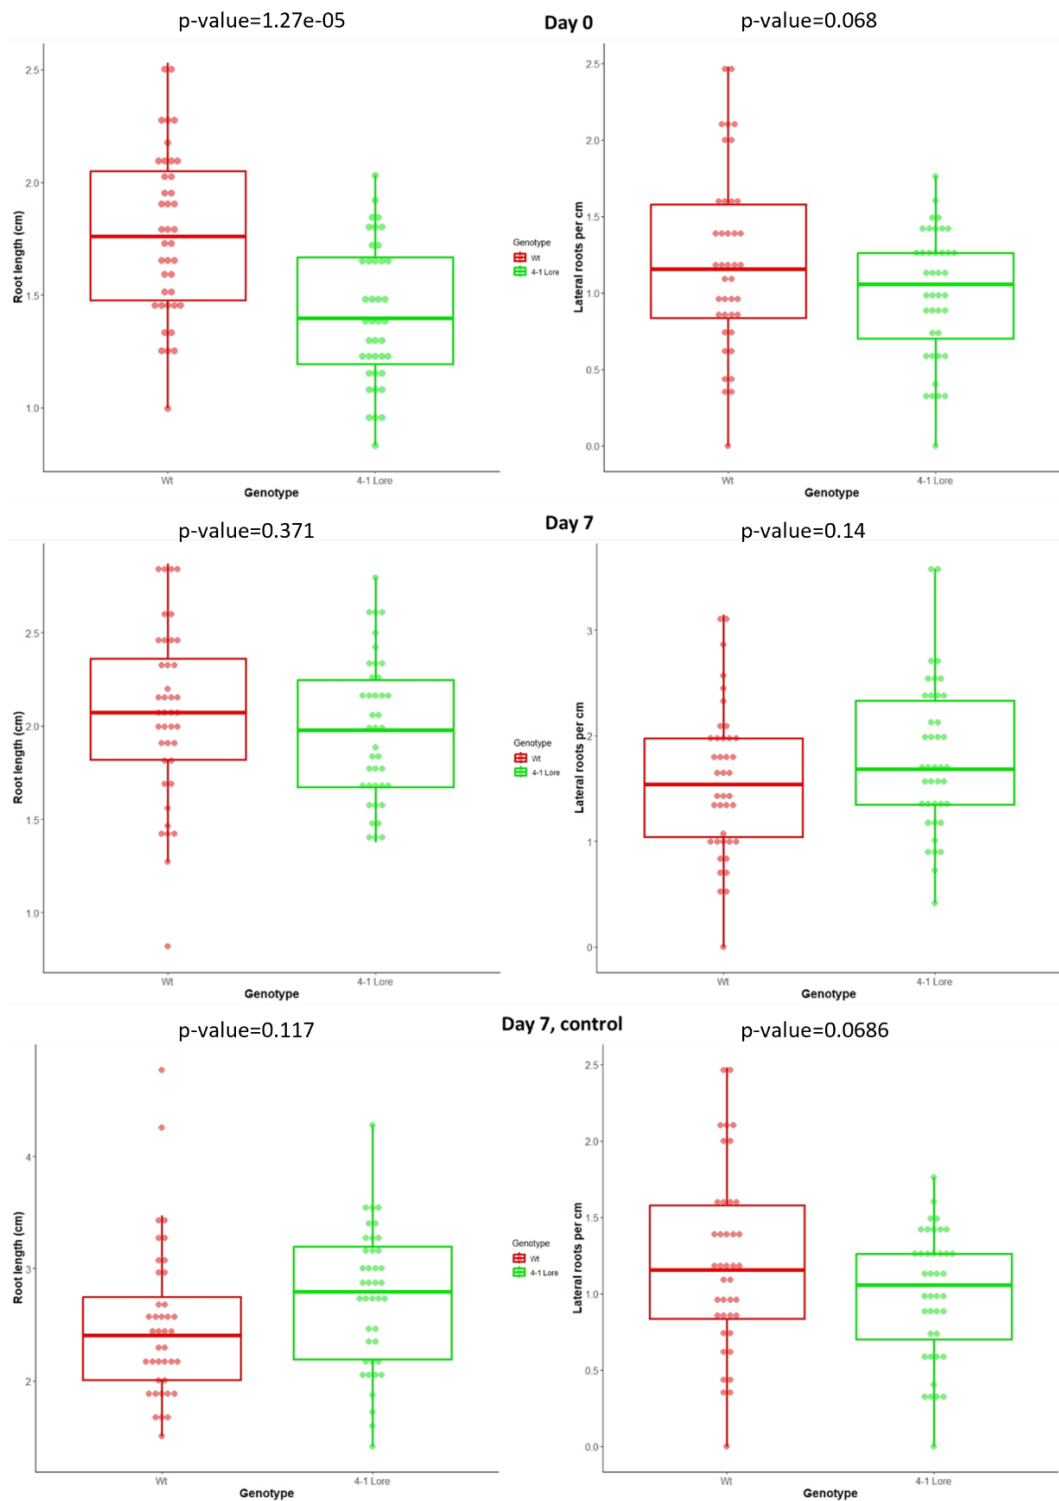 p-value=1.27e-05
Day 0
p-value=0.068
Root length (cm)
2.5
2.0
1.5
1.0
Wt
4-1 Lore
Genotype
Genotype
Wt
4-1 Lore
Lateral roots per cm
2.5
2.0
1.5
1.0
0.5
0.0
Wt
4-1 Lore
Genotype
p-value=0.371
Day 7
p-value=0.14
Root length (cm)
2.5
2.0
1.5
1.0
Wt
4-1 Lore
Genotype
Genotype
Wt
4-1 Lore
Lateral roots per cm
3
2
1
0
Wt
4-1 Lore
Genotype
p-value=0.117
Day 7, control
p-value=0.0686
Root length (cm)
4
3
2
Wt
4-1 Lore
Genotype
Genotype
Wt
4-1 Lore
Lateral roots per cm
2.5
2.0
1.5
1.0
0.5
0.0
Wt
4-1 Lore
Genotype